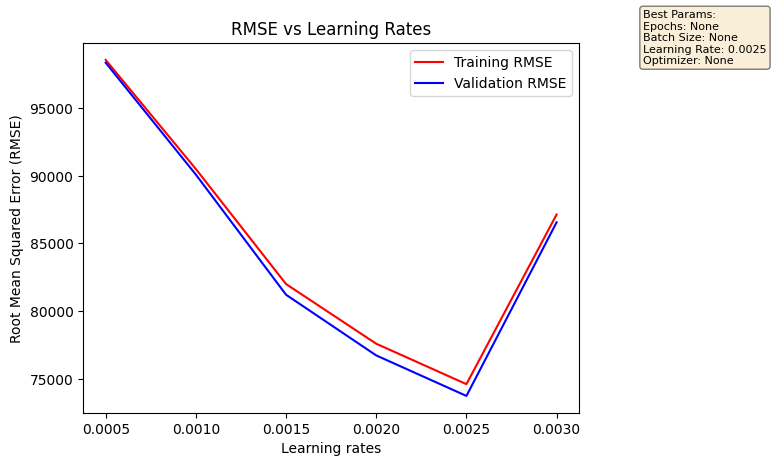 RMSE vs Learning Rates
Best Params:
Epochs: None
Batch Size: None
Learning Rate: 0.0025
Optimizer: None
Training RMSE
Validation RMSE
Root Mean Squared Error (RMSE)
95000
90000
85000
80000
75000
0.0005 0.0010 0.0015 0.0020 0.0025 0.0030
Learning rates